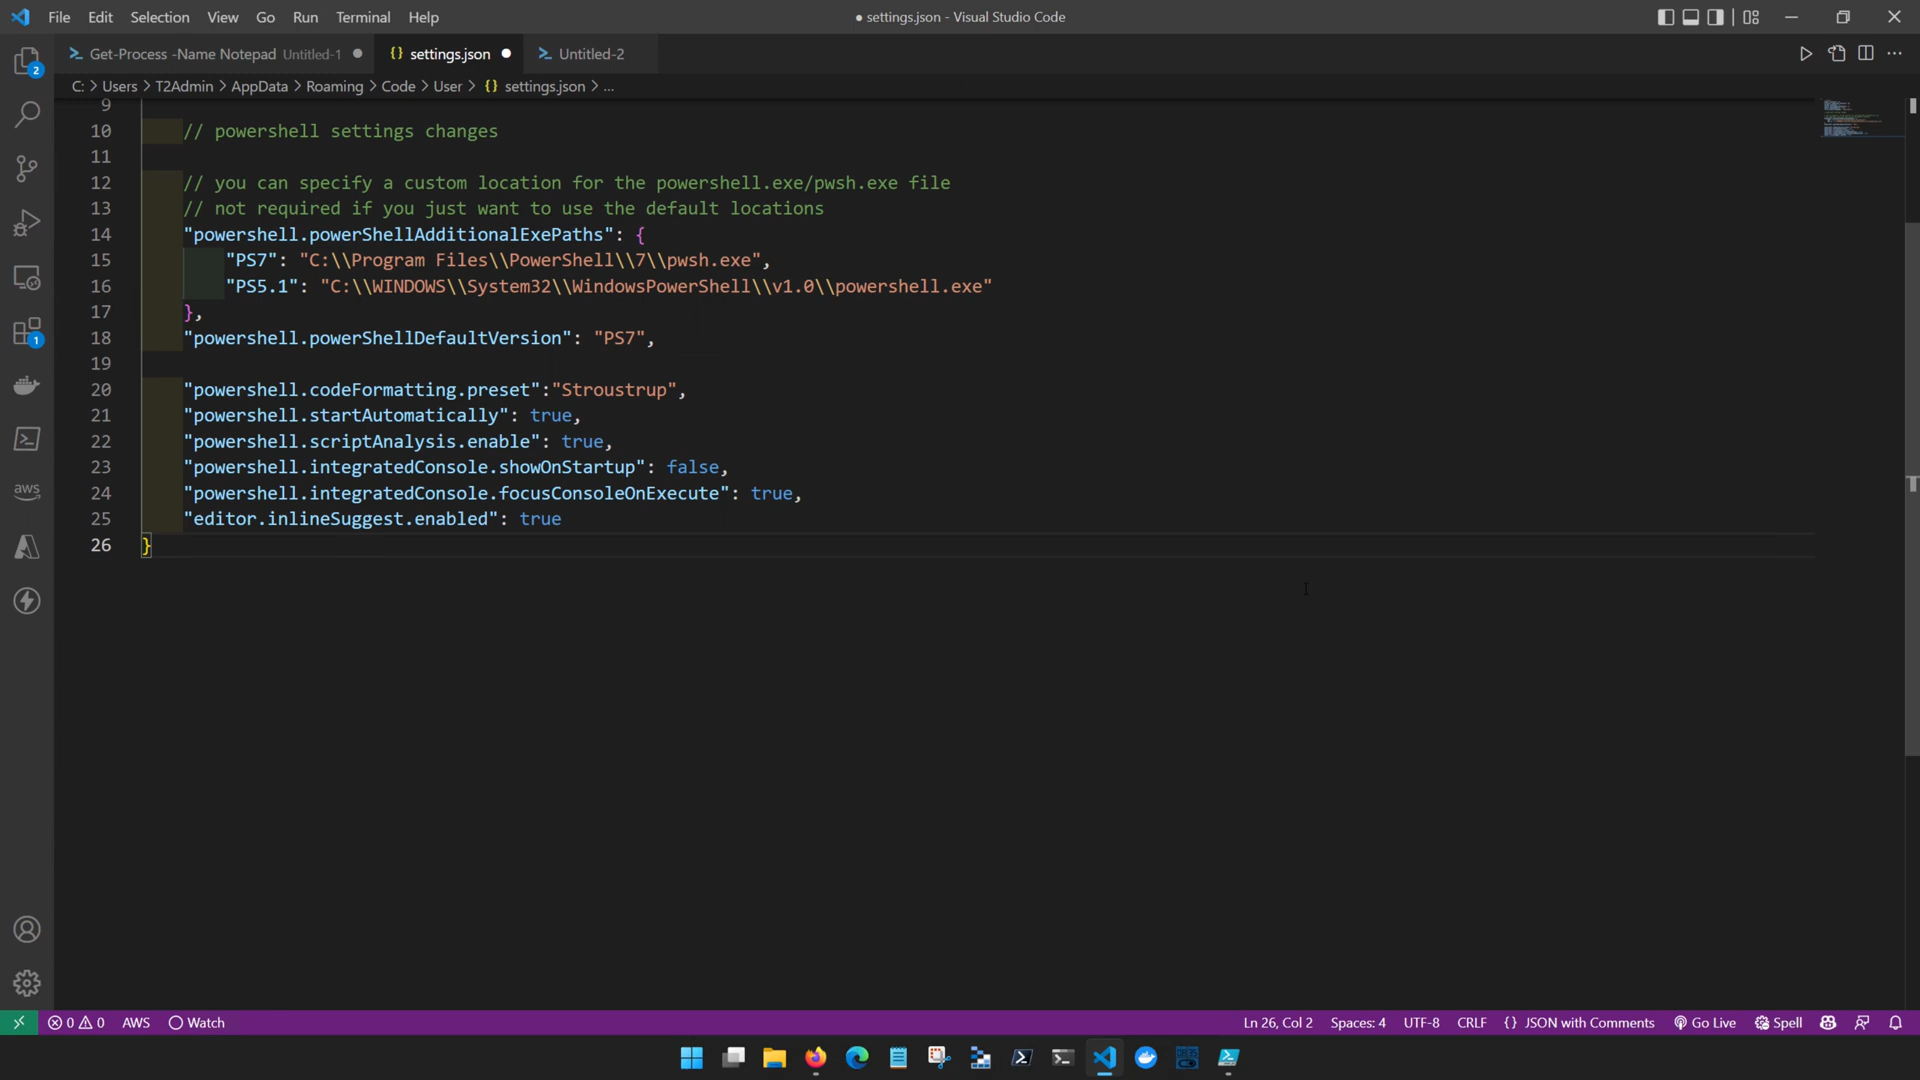 File Edit Selection View Go Run Terminal Help
● settings.json - Visual Studio Code
Get-Process -Name Notepad Untitled-1 ●
{} settings.json ●
Untitled-2
C: > Users > T2Admin > AppData > Roaming > Code > User > {} settings.json > ...
2
1
aws
9
10 // powershell settings changes
11
12 // you can specify a custom location for the powershell.exe/pwsh.exe file
13 // not required if you just want to use the default locations
14 "powershell.powerShellAdditionalExePaths": {
15 "PS7": "C:\\Program Files\\PowerShell\\7\\pwsh.exe",
16 "PS5.1": "C:\\WINDOWS\\System32\\WindowsPowerShell\\v1.0\\powershell.exe"
17 },
18 "powershell.powerShellDefaultVersion": "PS7",
19
20 "powershell.codeFormatting.preset":"Stroustrup",
21 "powershell.startAutomatically": true,
22 "powershell.scriptAnalysis.enable": true,
23 "powershell.integratedConsole.showOnStartup": false,
24 "powershell.integratedConsole.focusConsoleOnExecute": true,
25 "editor.inlineSuggest.enabled": true
26 }
0 0 AWS Watch
Ln 26, Col 2 Spaces: 4 UTF-8 CRLF {} JSON with Comments Go Live Spell